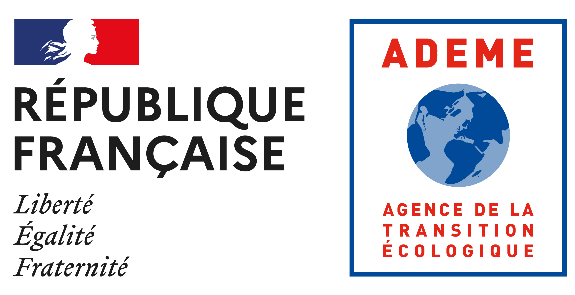 RÉPUBLIQUE
FRANÇAISE
Liberté
Égalité
Fraternité
ADEME
AGENCE DE LA
TRANSITION
ÉCOLOGIQUE